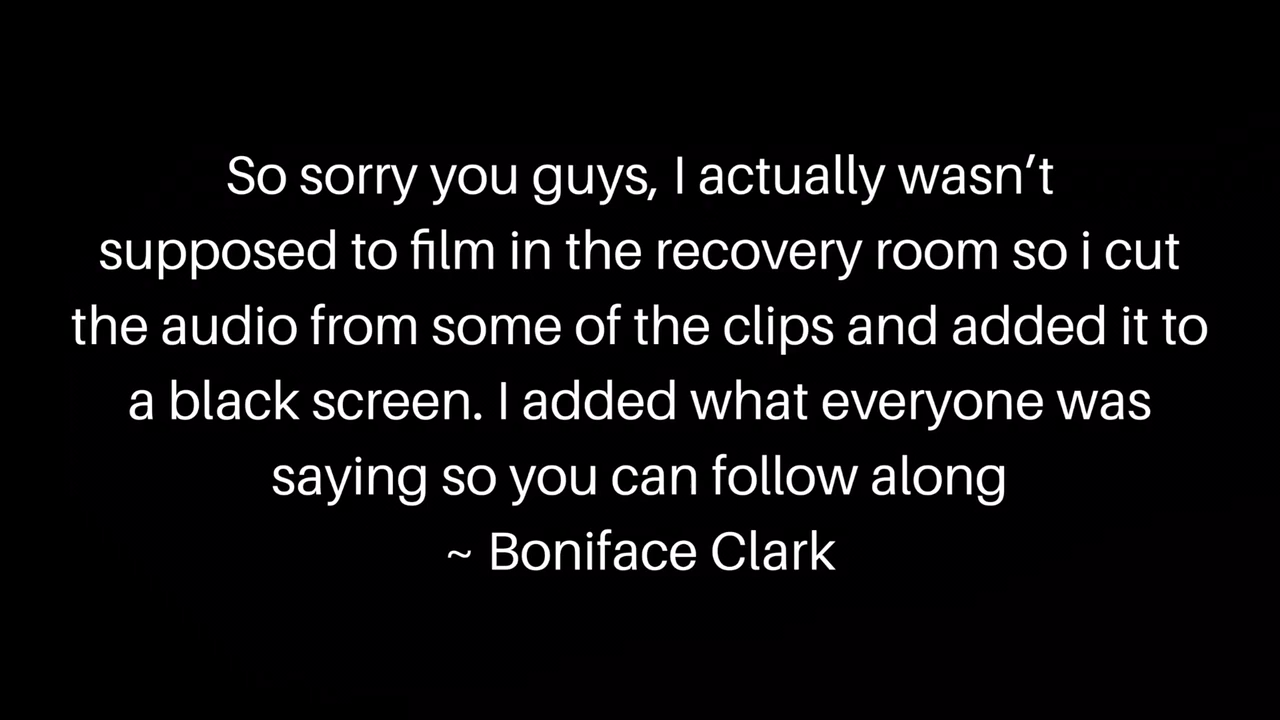 So sorry you guys, I actually wasn’t
supposed to film in the recovery room so i cut
the audio from some of the clips and added it to
a black screen. I added what everyone was
saying so you can follow along
~ Boniface Clark